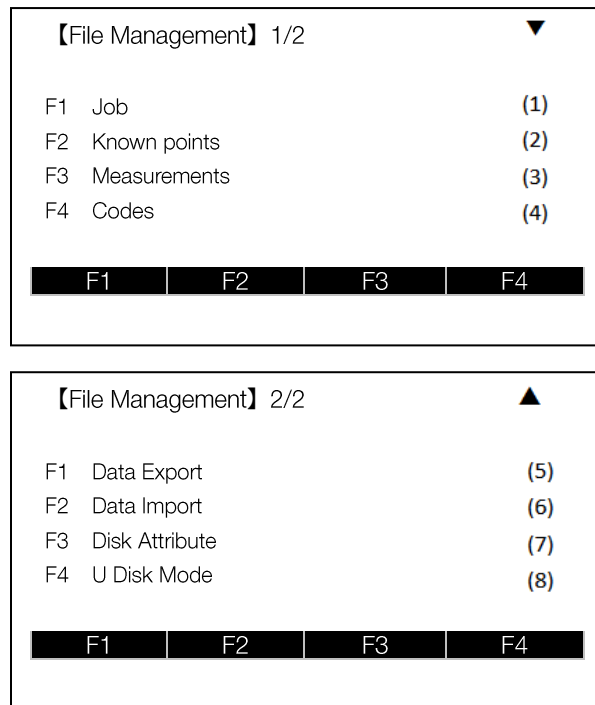 【File Management】 1/2 ▼
F1 Job (1)
F2 Known points (2)
F3 Measurements (3)
F4 Codes (4)
F1 F2 F3 F4
【File Management】 2/2 ▲
F1 Data Export (5)
F2 Data Import (6)
F3 Disk Attribute (7)
F4 U Disk Mode (8)
F1 F2 F3 F4